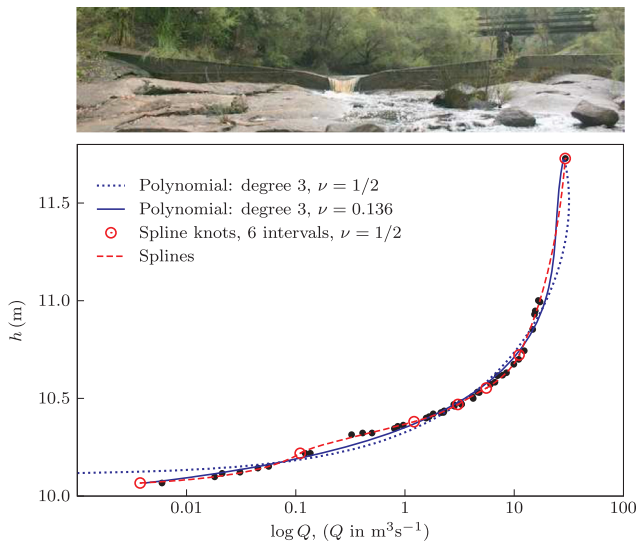 Polynomial: degree 3, ν = 1/2
Polynomial: degree 3, ν = 0.136
Spline knots, 6 intervals, ν = 1/2
Splines
11.5
11.0
10.5
10.0
h (m)
0.01
0.1
1
10
100
log Q, (Q in m³s⁻¹)